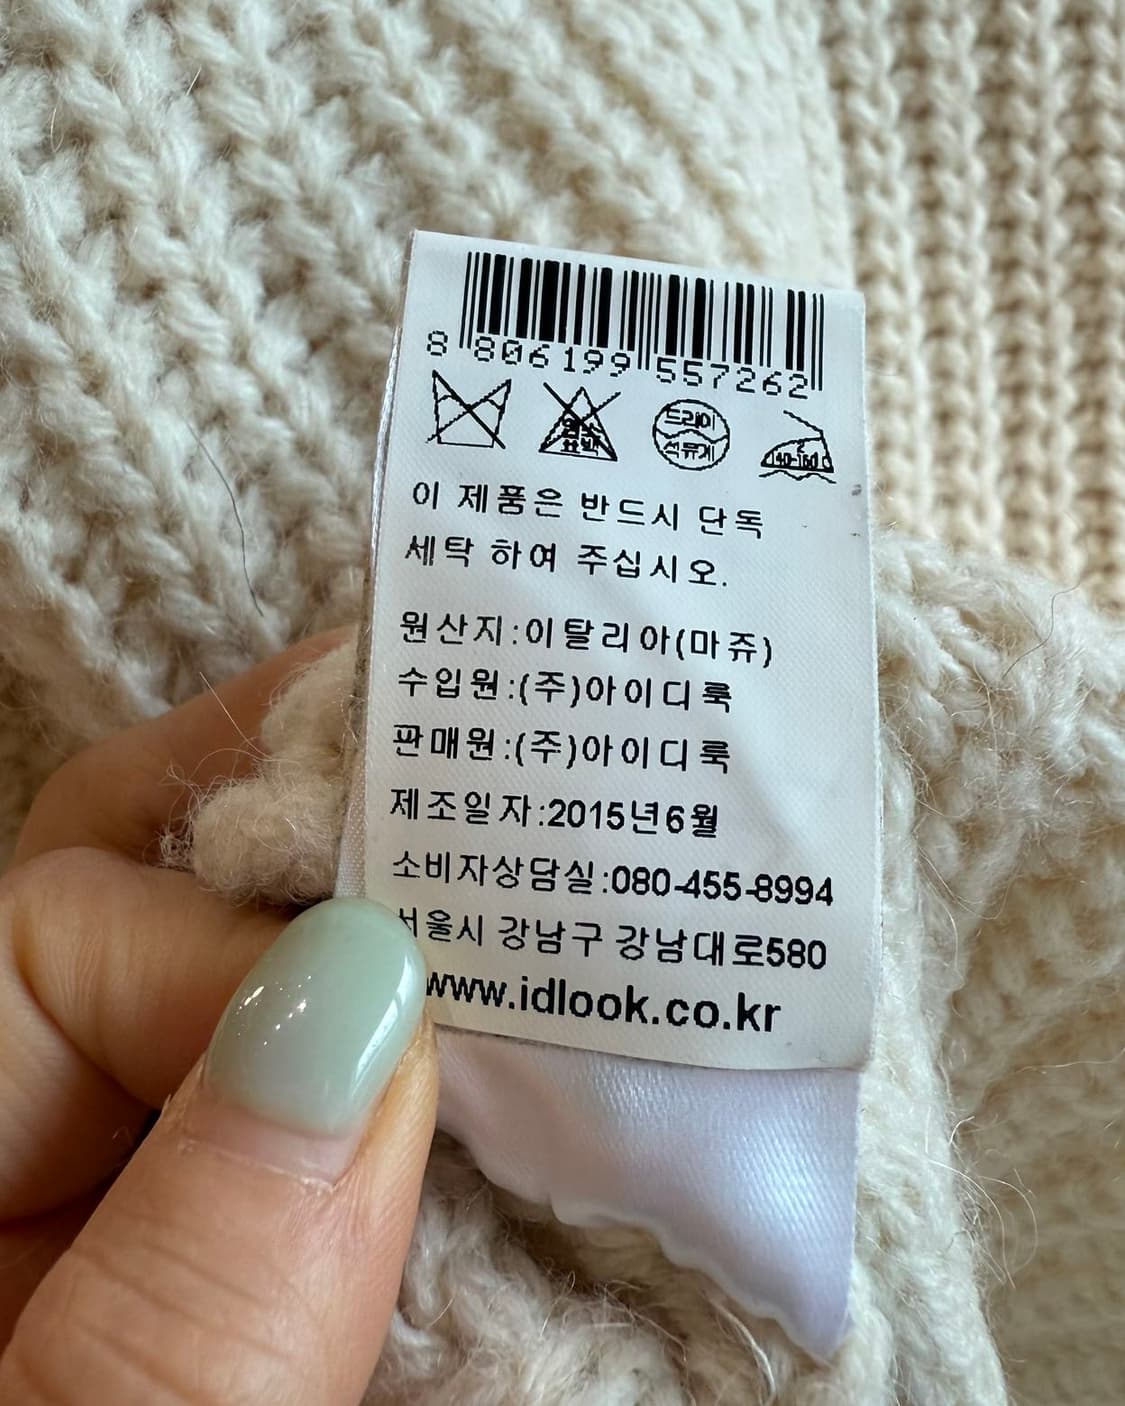 8 806199 557262
드라이
석유계
140~160℃
이 제품은 반드시 단독
세탁 하여 주십시오.
원산지:이탈리아(마쥬)
수입원:(주)아이디룩
판매원:(주)아이디룩
제조일자:2015년6월
소비자상담실:080-455-8994
서울시 강남구 강남대로580
www.idlook.co.kr